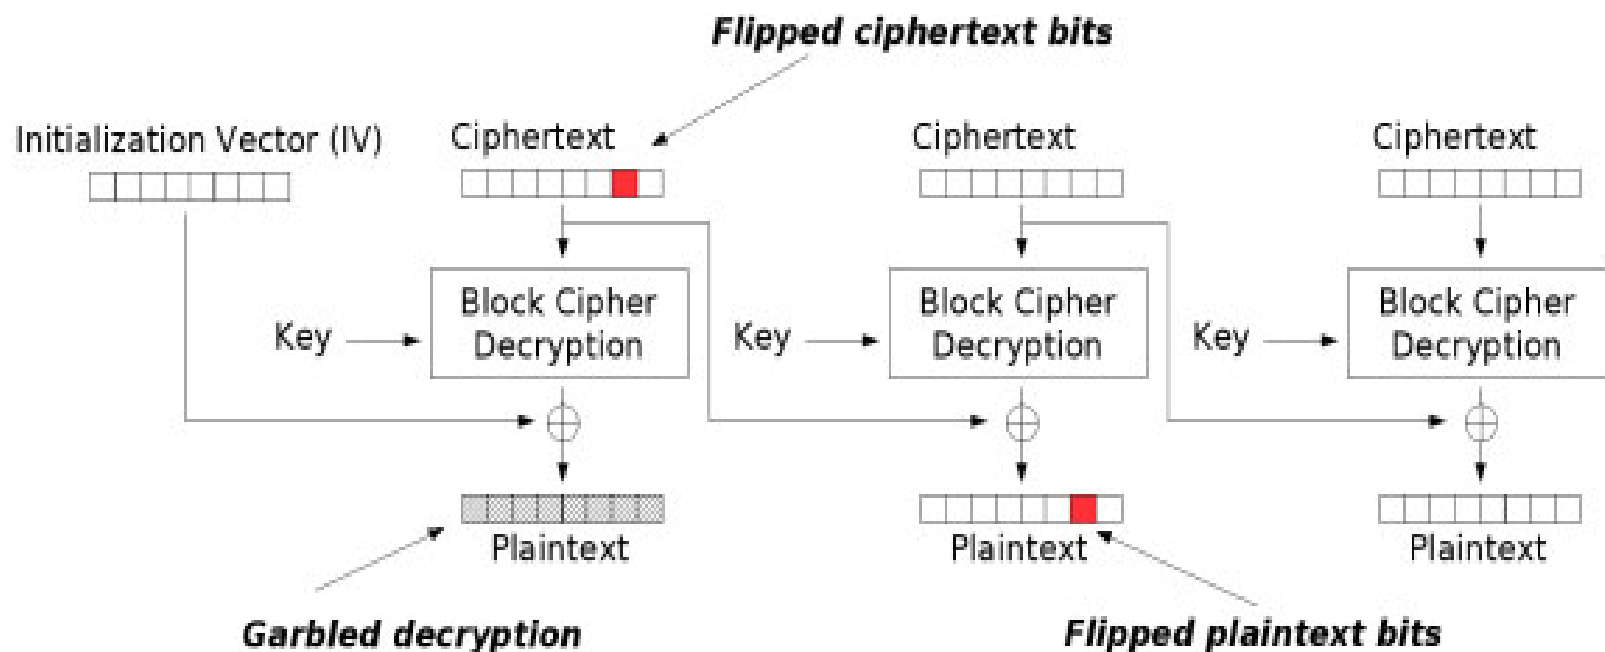 Flipped ciphertext bits
Initialization Vector (IV)
Ciphertext
Ciphertext
Ciphertext
Key
Block Cipher
Decryption
Key
Block Cipher
Decryption
Key
Block Cipher
Decryption
Plaintext
Plaintext
Plaintext
Garbled decryption
Flipped plaintext bits